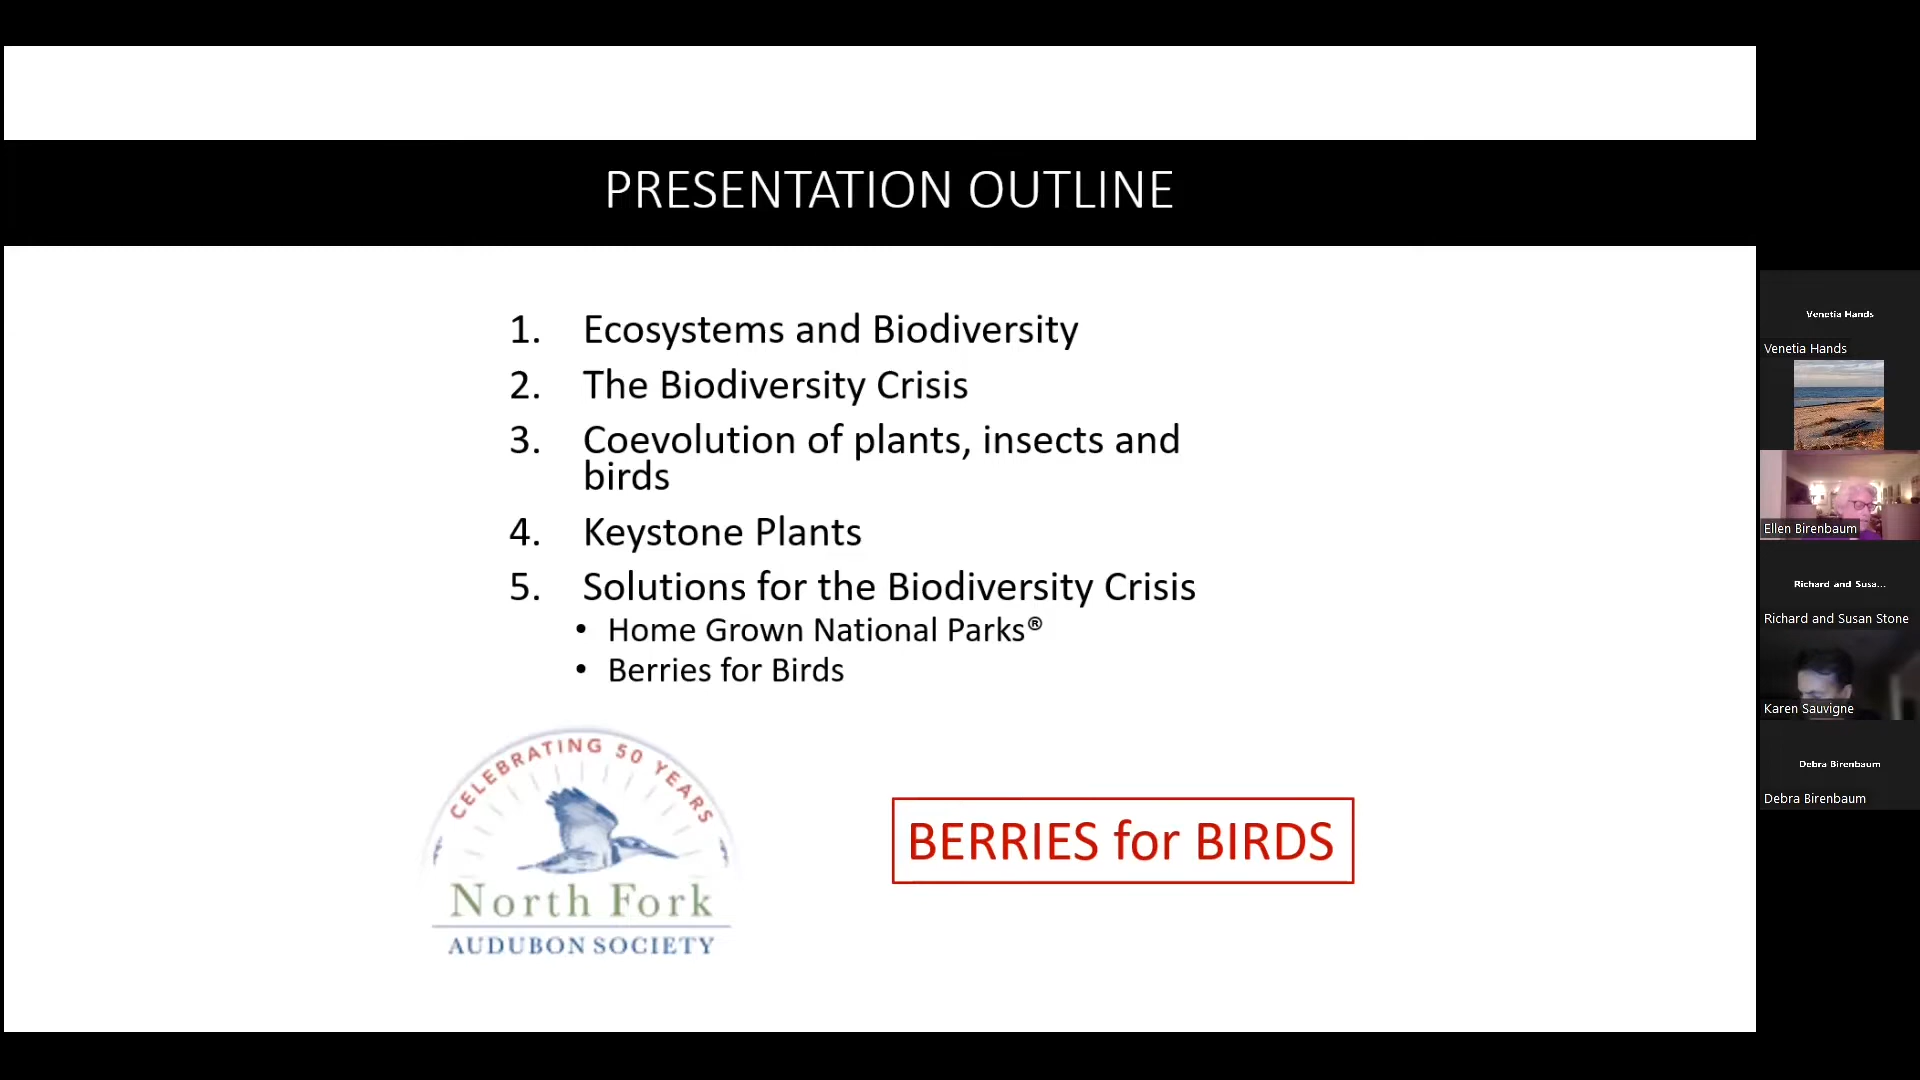 PRESENTATION OUTLINE
1. Ecosystems and Biodiversity
2. The Biodiversity Crisis
3. Coevolution of plants, insects and
birds
4. Keystone Plants
5. Solutions for the Biodiversity Crisis
• Home Grown National Parks®
• Berries for Birds
CELEBRATING 50 YEARS
North Fork
AUDUBON SOCIETY
BERRIES for BIRDS
Venetia Hands
Venetia Hands
Ellen Birenbaum
Richard and Susa...
Richard and Susan Stone
Karen Sauvigne
Debra Birenbaum
Debra Birenbaum